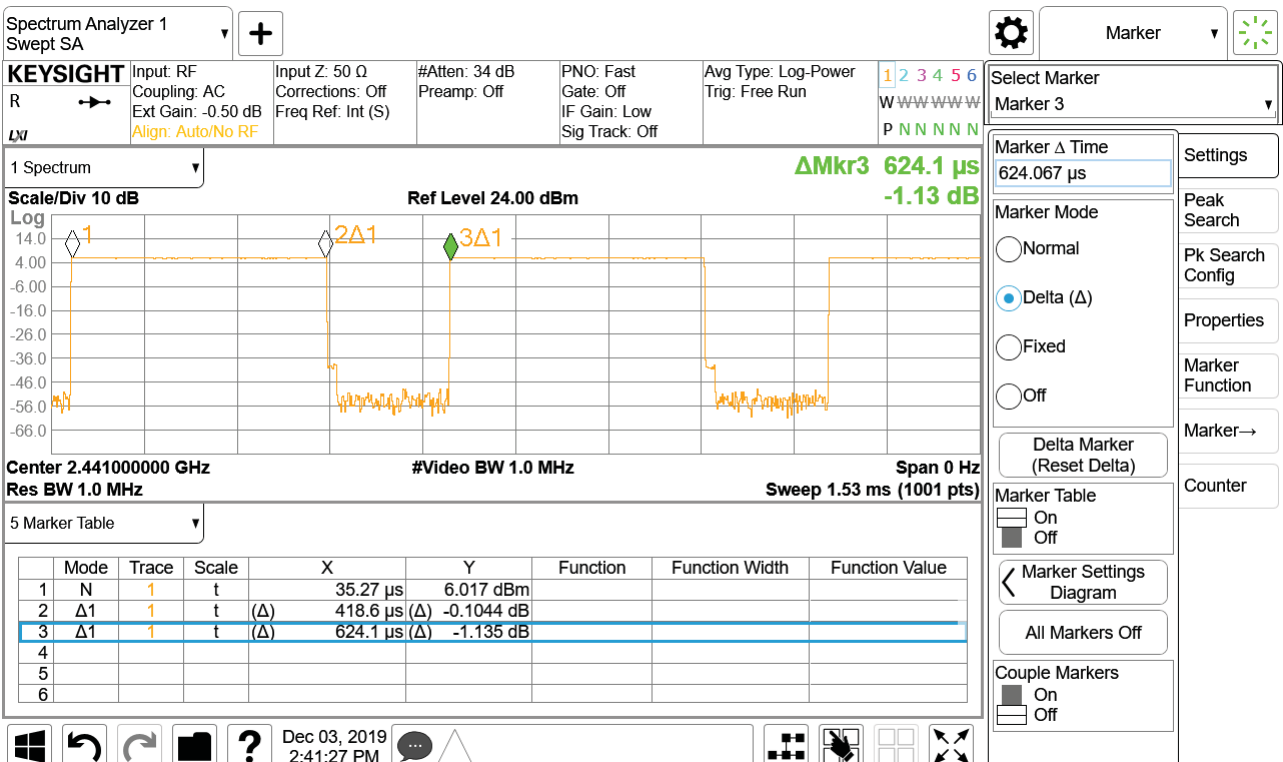 Spectrum Analyzer 1
Swept SA
+
Marker
KEYSIGHT
R
LXI
Input: RF
Coupling: AC
Ext Gain: -0.50 dB
Align: Auto/No RF
Input Z: 50 Ω
Corrections: Off
Freq Ref: Int (S)
#Atten: 34 dB
Preamp: Off
PNO: Fast
Gate: Off
IF Gain: Low
Sig Track: Off
Avg Type: Log-Power
Trig: Free Run
1 2 3 4 5 6
W W W W W W
P N N N N N
Select Marker
Marker 3
1 Spectrum
ΔMkr3 624.1 µs
-1.13 dB
Scale/Div 10 dB
Ref Level 24.00 dBm
Log
14.0
4.00
-6.00
-16.0
-26.0
-36.0
-46.0
-56.0
-66.0
1
2Δ1
3Δ1
Center 2.441000000 GHz
#Video BW 1.0 MHz
Span 0 Hz
Res BW 1.0 MHz
Sweep 1.53 ms (1001 pts)
5 Marker Table
Mode Trace Scale X Y Function Function Width Function Value
1 N 1 t 35.27 µs 6.017 dBm
2 Δ1 1 t (Δ) 418.6 µs (Δ) -0.1044 dB
3 Δ1 1 t (Δ) 624.1 µs (Δ) -1.135 dB
4
5
6
Marker Δ Time
624.067 µs
Marker Mode
Normal
Delta (Δ)
Fixed
Off
Delta Marker
(Reset Delta)
Marker Table
On
Off
Marker Settings
Diagram
All Markers Off
Couple Markers
On
Off
Settings
Peak
Search
Pk Search
Config
Properties
Marker
Function
Marker→
Counter
?
Dec 03, 2019
2:41:27 PM